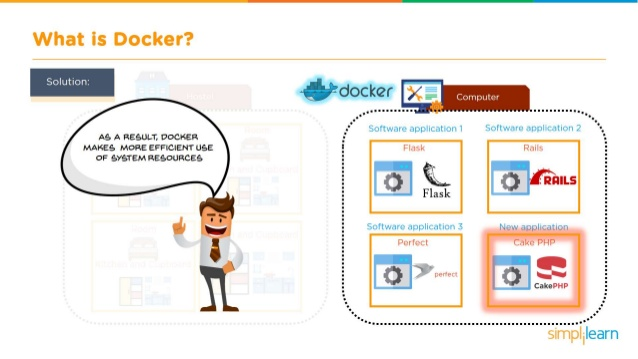 What is Docker?
Solution:
docker
Computer
AS A RESULT, DOCKER
MAKES MORE EFFICIENT USE
OF SYSTEM RESOURCES
Software application 1
Software application 2
Flask
Rails
Flask
RAILS
Software application 3
New application
Perfect
Cake PHP
perfect
CakePHP
simplilearn